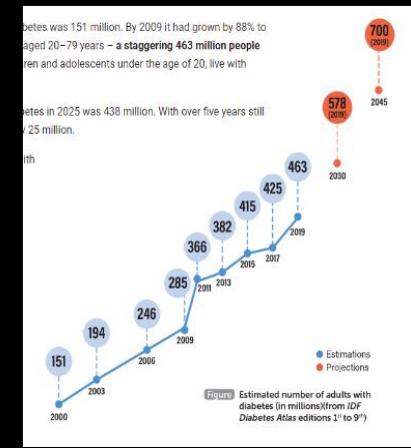 betes was 151 million. By 2009 it had grown by 88% to
aged 20–79 years – a staggering 463 million people
ren and adolescents under the age of 20, live with
betes in 2025 was 438 million. With over five years still
y 25 million.
ith
700
(2019)
2045
578
(2019)
2030
463
2019
425
2017
415
2015
382
2013
366
2011
285
2009
246
2006
194
2003
151
2000
Estimations
Projections
Figure Estimated number of adults with
diabetes (in millions)(from IDF
Diabetes Atlas editions 1st to 9th)